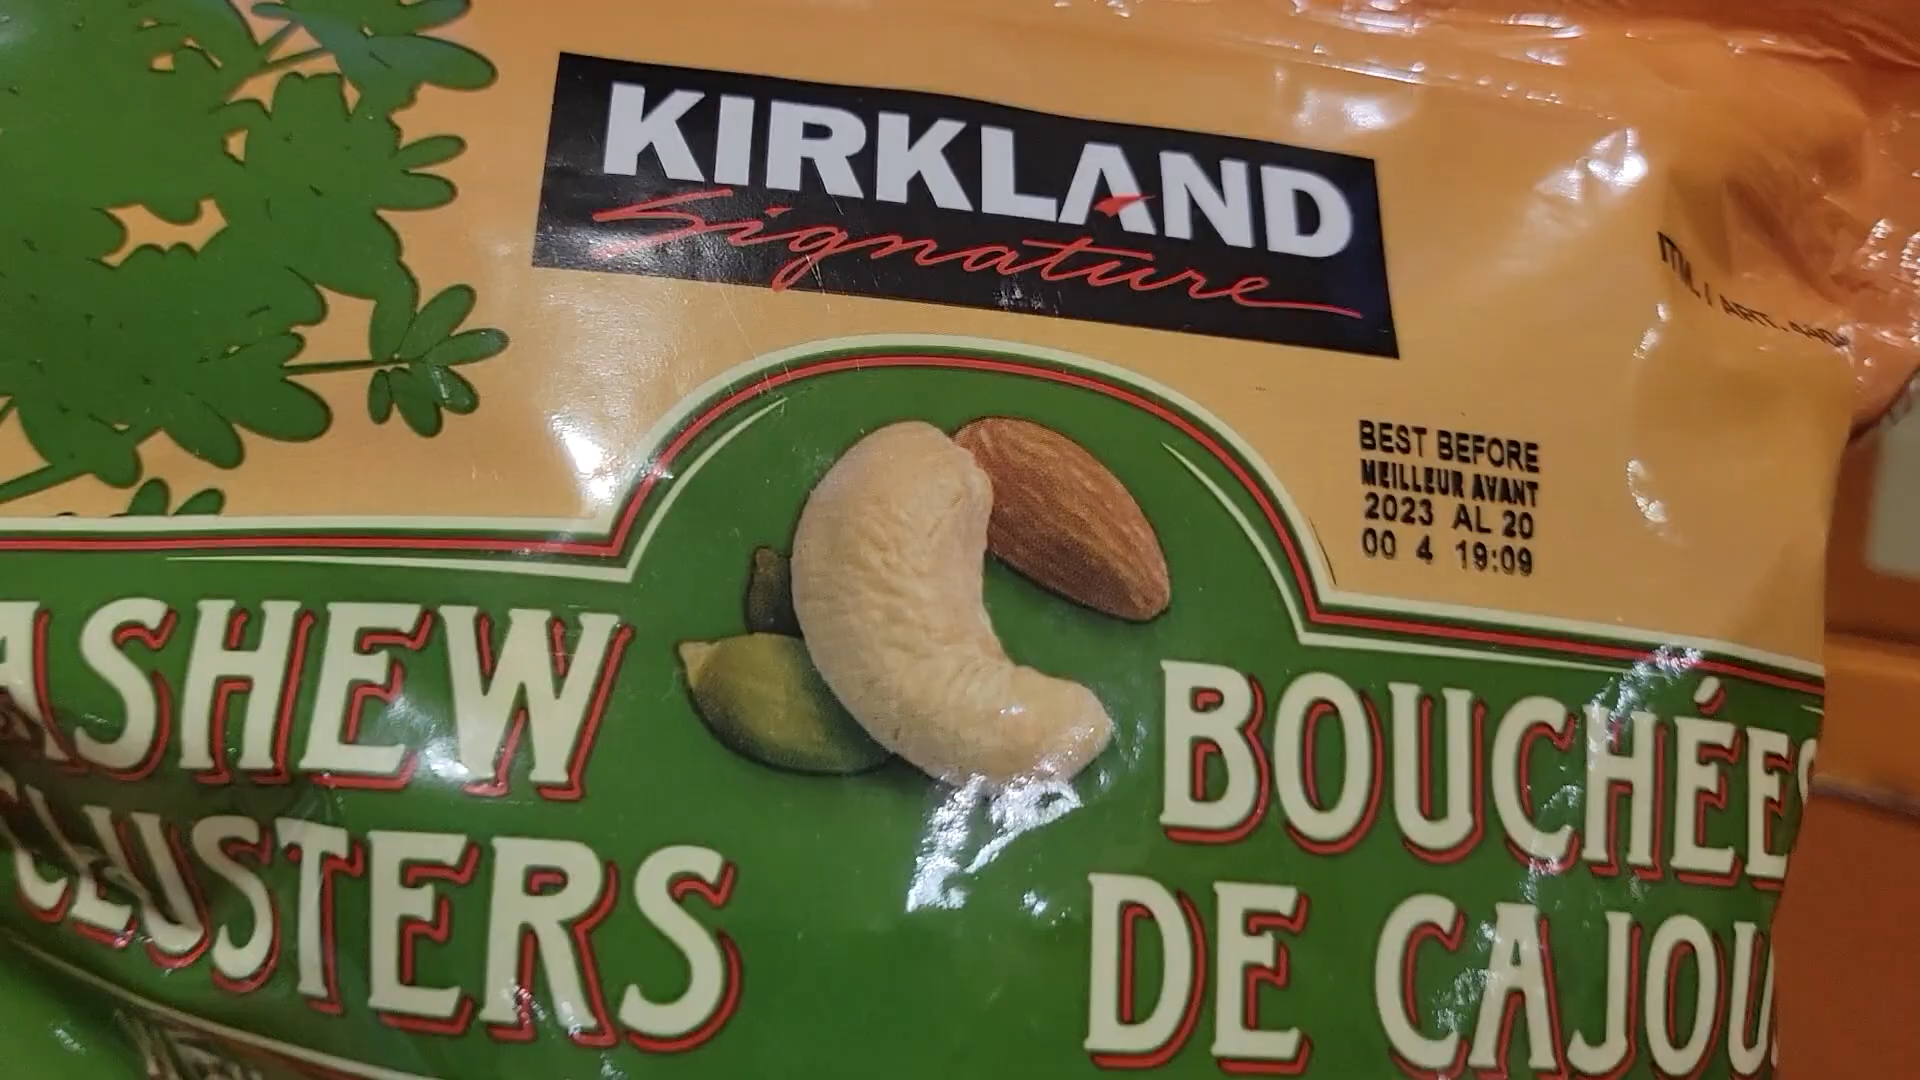 KIRKLAND
Signature
BEST BEFORE
MEILLEUR AVANT
2023 AL 20
00 4 19:09
ASHEW
CLUSTERS
BOUCHÉES
DE CAJOU